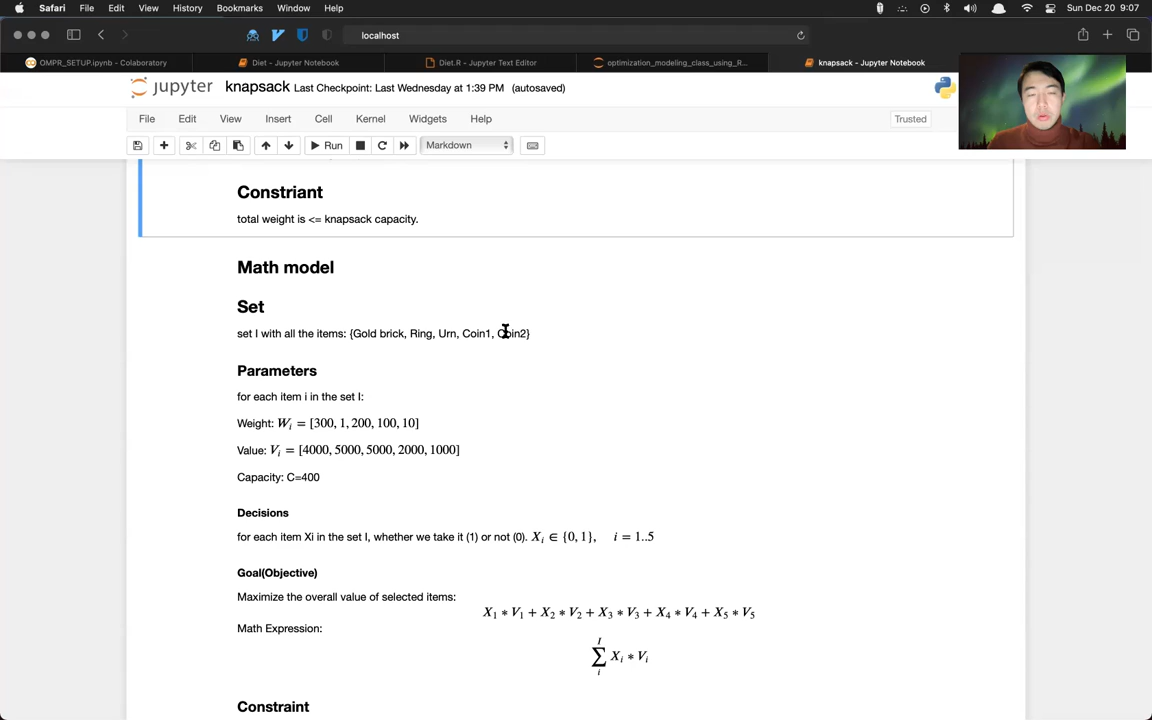 Safari File Edit View History Bookmarks Window Help Sun Dec 20 9:07
localhost
OMPR_SETUP.ipynb - Colaboratory Diet - Jupyter Notebook Diet.R - Jupyter Text Editor optimization_modeling_class_using_R... knapsack - Jupyter Notebook
jupyter knapsack Last Checkpoint: Last Wednesday at 1:39 PM (autosaved)
File Edit View Insert Cell Kernel Widgets Help Trusted
Run Markdown
Constriant
total weight is <= knapsack capacity.
Math model
Set
set I with all the items: {Gold brick, Ring, Urn, Coin1, Coin2}
Parameters
for each item i in the set I:
Weight: W_i = [300, 1, 200, 100, 10]
Value: V_i = [4000, 5000, 5000, 2000, 1000]
Capacity: C=400
Decisions
for each item Xi in the set I, whether we take it (1) or not (0). X_i ∈ {0, 1}, i = 1..5
Goal(Objective)
Maximize the overall value of selected items:
X_1 * V_1 + X_2 * V_2 + X_3 * V_3 + X_4 * V_4 + X_5 * V_5
Math Expression:
∑_i^I X_i * V_i
Constraint